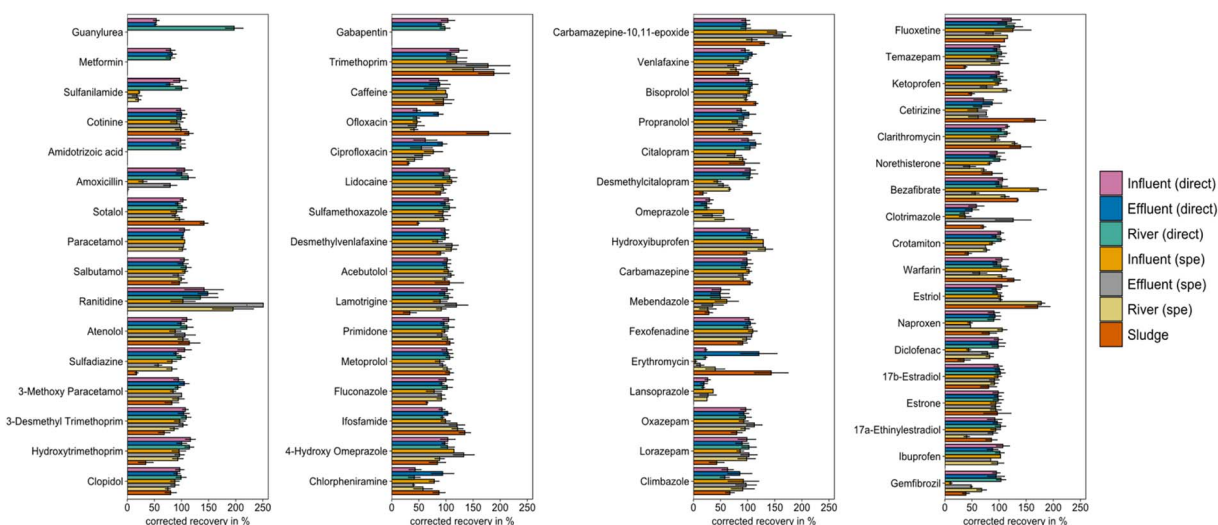 Guanylurea
Metformin
Sulfanilamide
Cotinine
Amidotrizoic acid
Amoxicillin
Sotalol
Paracetamol
Salbutamol
Ranitidine
Atenolol
Sulfadiazine
3-Methoxy Paracetamol
3-Desmethyl Trimethoprim
Hydroxytrimethoprim
Clopidol
0 50 100 150 200 250
corrected recovery in %
Gabapentin
Trimethoprim
Caffeine
Ofloxacin
Ciprofloxacin
Lidocaine
Sulfamethoxazole
Desmethylvenlafaxine
Acebutolol
Lamotrigine
Primidone
Metoprolol
Fluconazole
Ifosfamide
4-Hydroxy Omeprazole
Chlorpheniramine
0 50 100 150 200 250
corrected recovery in %
Carbamazepine-10,11-epoxide
Venlafaxine
Bisoprolol
Propranolol
Citalopram
Desmethylcitalopram
Omeprazole
Hydroxyibuprofen
Carbamazepine
Mebendazole
Fexofenadine
Erythromycin
Lansoprazole
Oxazepam
Lorazepam
Climbazole
0 50 100 150 200 250
corrected recovery in %
Fluoxetine
Temazepam
Ketoprofen
Cetirizine
Clarithromycin
Norethisterone
Bezafibrate
Clotrimazole
Crotamiton
Warfarin
Estriol
Naproxen
Diclofenac
17b-Estradiol
Estrone
17a-Ethinylestradiol
Ibuprofen
Gemfibrozil
0 50 100 150 200 250
corrected recovery in %
Influent (direct)
Effluent (direct)
River (direct)
Influent (spe)
Effluent (spe)
River (spe)
Sludge